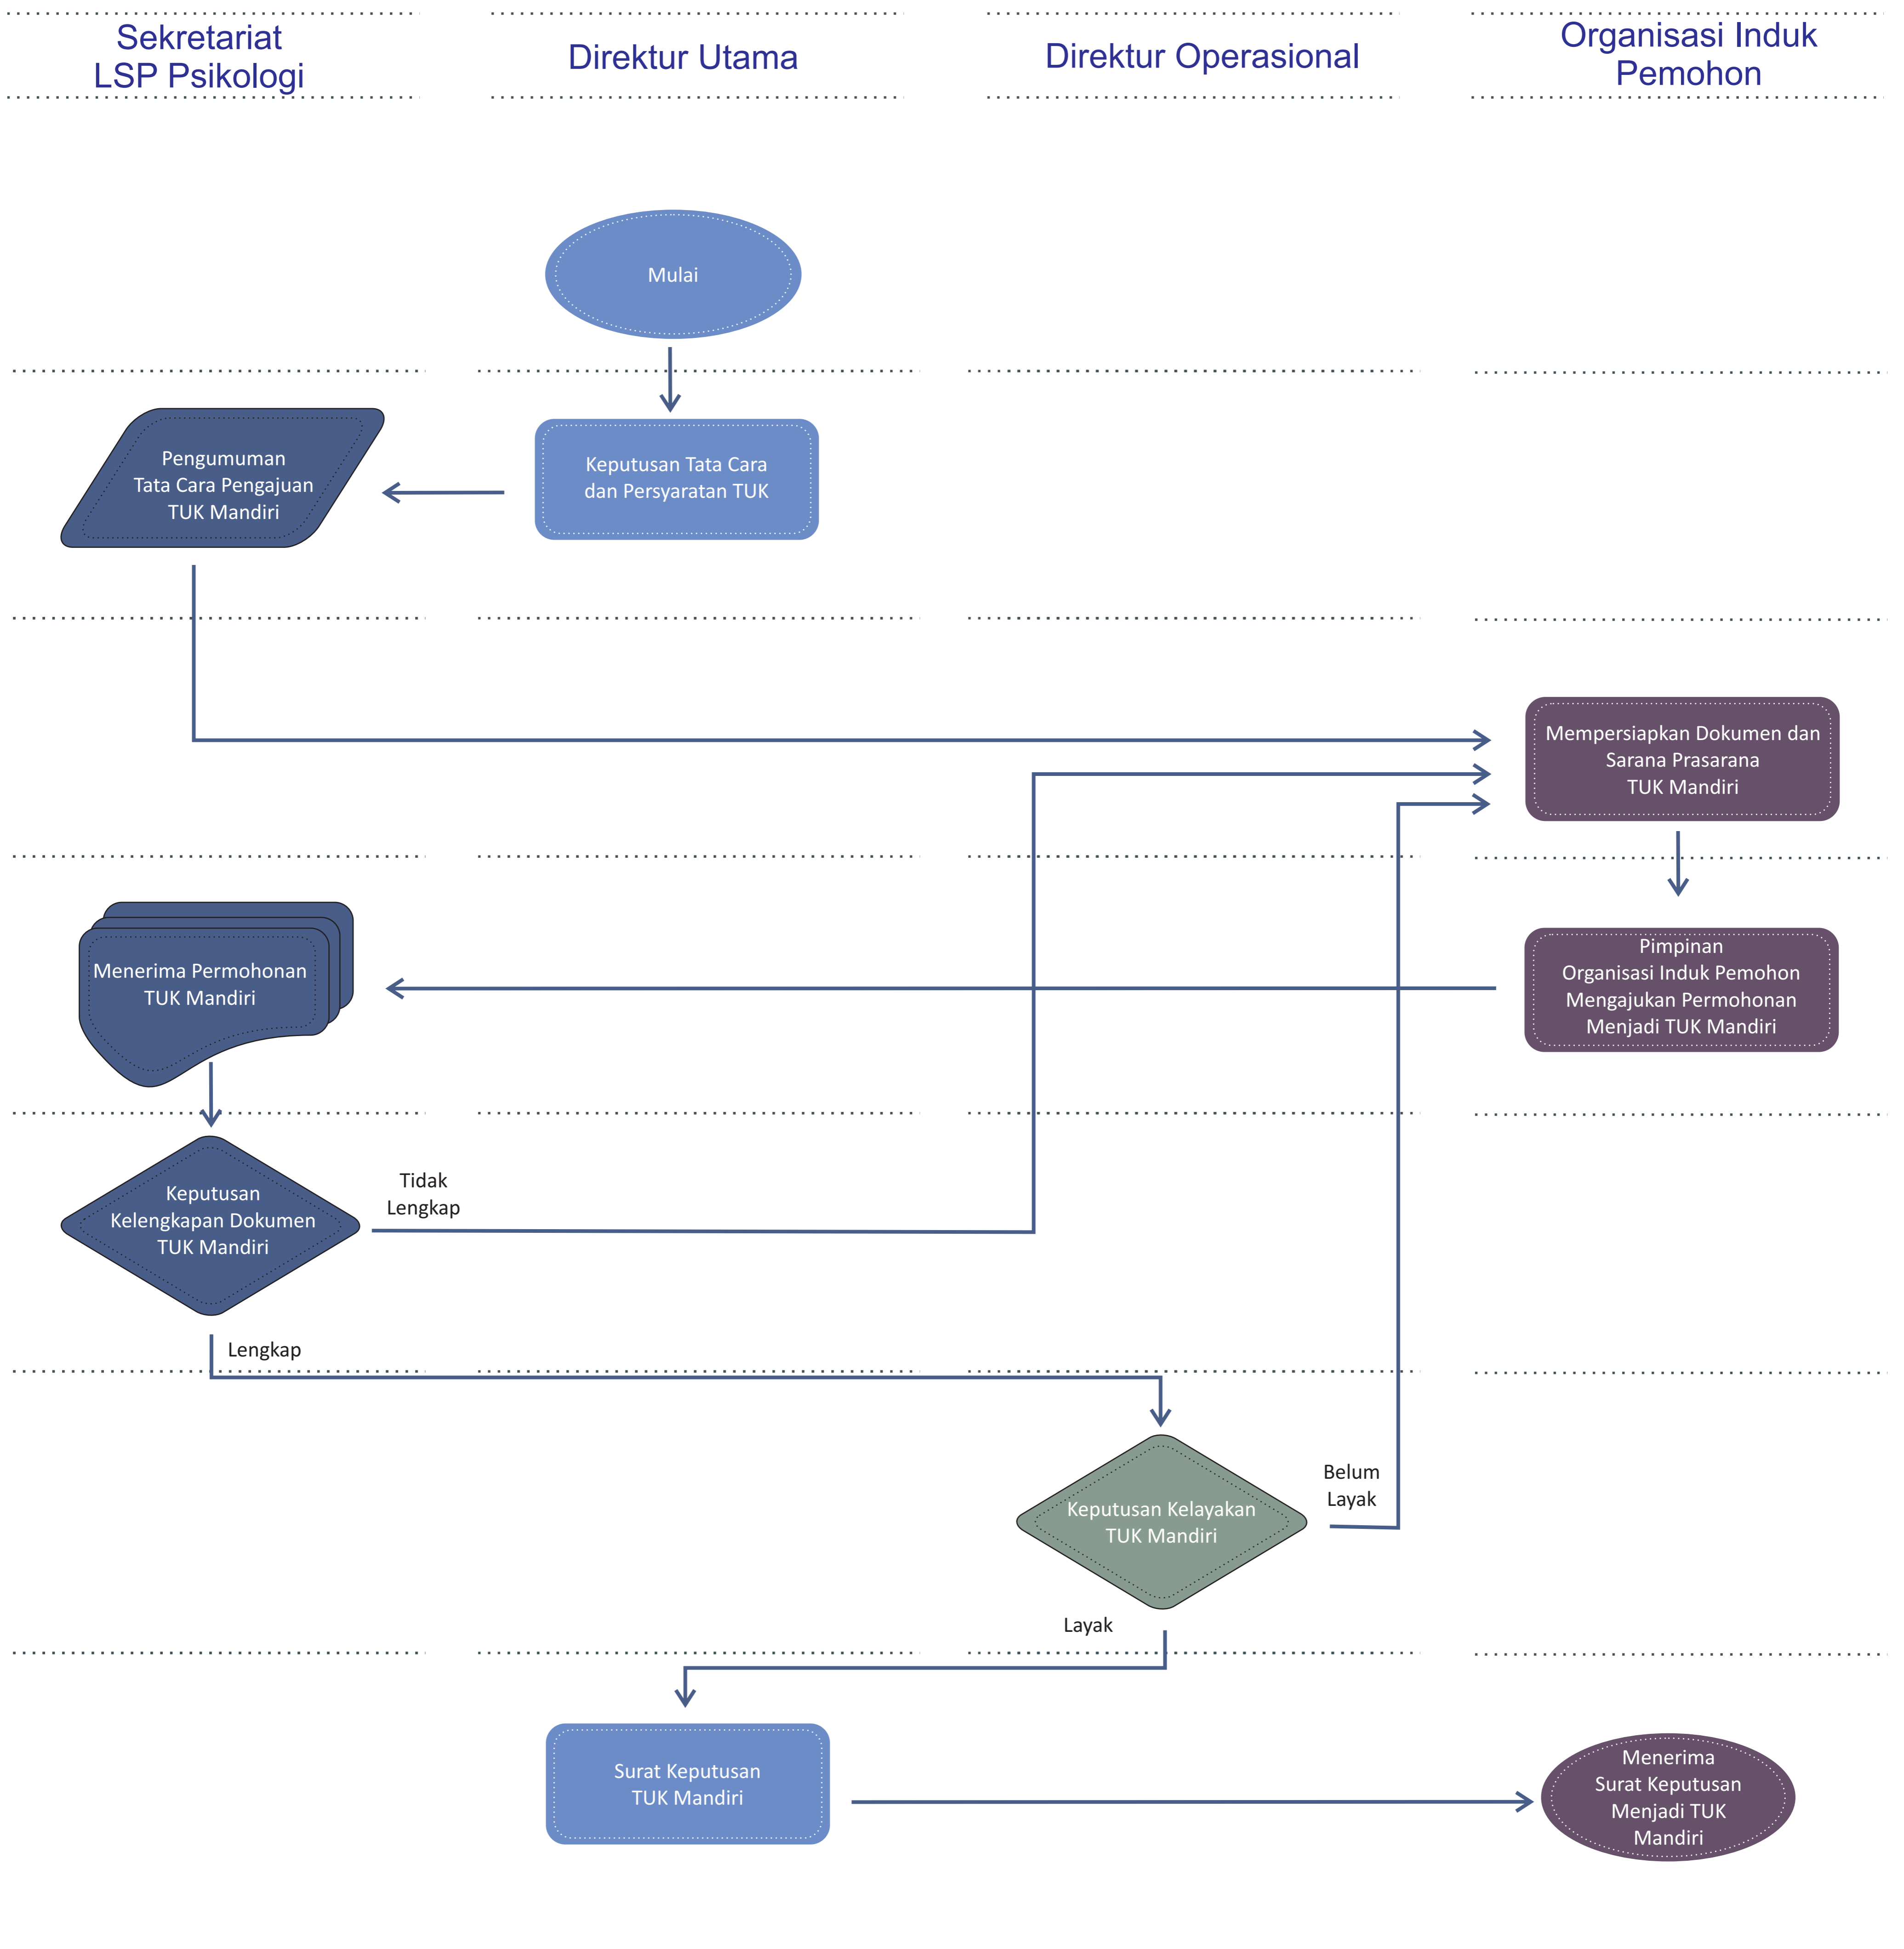 Sekretariat
LSP Psikologi
Direktur Utama
Direktur Operasional
Organisasi Induk
Pemohon
Mulai
Pengumuman
Tata Cara Pengajuan
TUK Mandiri
Keputusan Tata Cara
dan Persyaratan TUK
Mempersiapkan Dokumen dan
Sarana Prasarana
TUK Mandiri
Menerima Permohonan
TUK Mandiri
Pimpinan
Organisasi Induk Pemohon
Mengajukan Permohonan
Menjadi TUK Mandiri
Keputusan
Kelengkapan Dokumen
TUK Mandiri
Tidak
Lengkap
Lengkap
Keputusan Kelayakan
TUK Mandiri
Belum
Layak
Layak
Surat Keputusan
TUK Mandiri
Menerima
Surat Keputusan
Menjadi TUK
Mandiri